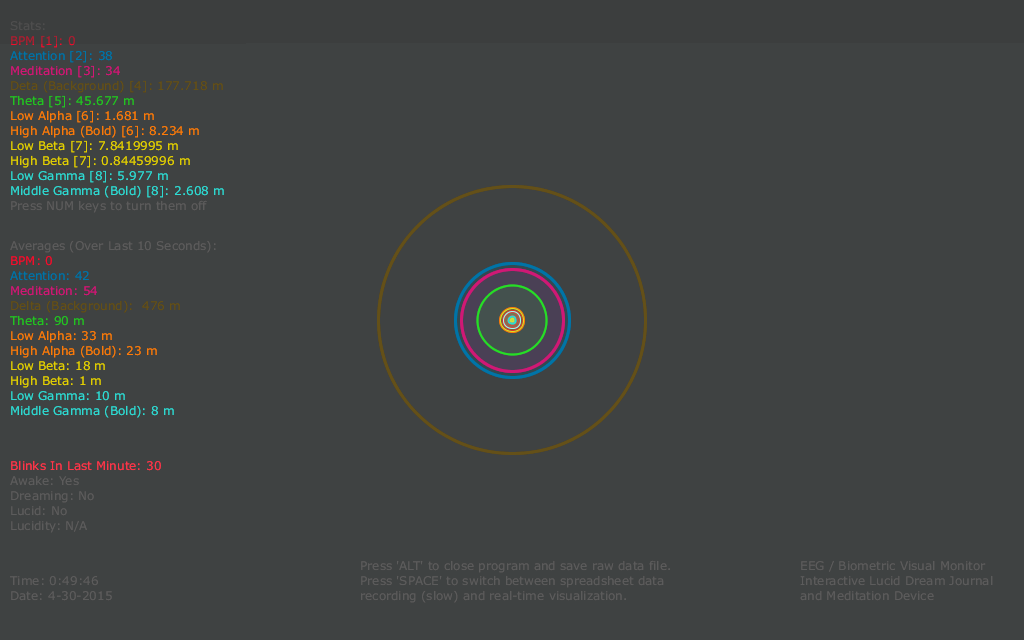 Stats:
BPM [1]: 0
Attention [2]: 38
Meditation [3]: 34
Delta (Background) [4]: 177.718 m
Theta [5]: 45.677 m
Low Alpha [6]: 1.681 m
High Alpha (Bold) [6]: 8.234 m
Low Beta [7]: 7.8419995 m
High Beta [7]: 0.84459996 m
Low Gamma [8]: 5.977 m
Middle Gamma (Bold) [8]: 2.608 m
Press NUM keys to turn them off
Averages (Over Last 10 Seconds):
BPM: 0
Attention: 42
Meditation: 54
Delta (Background): 476 m
Theta: 90 m
Low Alpha: 33 m
High Alpha (Bold): 23 m
Low Beta: 18 m
High Beta: 1 m
Low Gamma: 10 m
Middle Gamma (Bold): 8 m
Blinks In Last Minute: 30
Awake: Yes
Dreaming: No
Lucid: No
Lucidity: N/A
Time: 0:49:46
Date: 4-30-2015
Press 'ALT' to close program and save raw data file.
Press 'SPACE' to switch between spreadsheet data
recording (slow) and real-time visualization.
EEG / Biometric Visual Monitor
Interactive Lucid Dream Journal
and Meditation Device